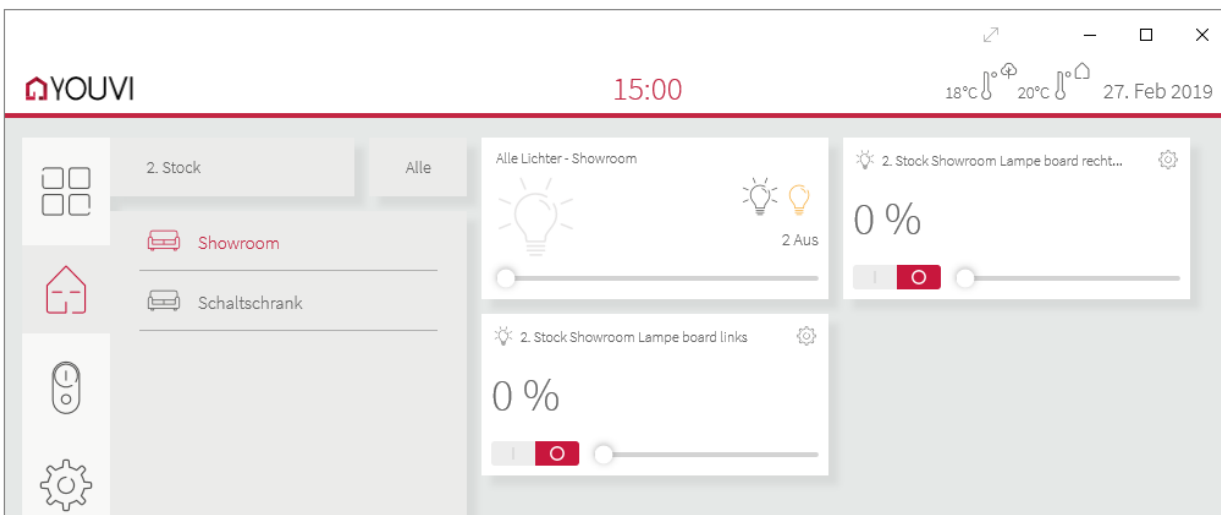 YOUVI
15:00
18°C 20°C 27. Feb 2019
2. Stock
Alle
Showroom
Schaltschrank
Alle Lichter - Showroom
2 Aus
2. Stock Showroom Lampe board recht...
0 %
2. Stock Showroom Lampe board links
0 %